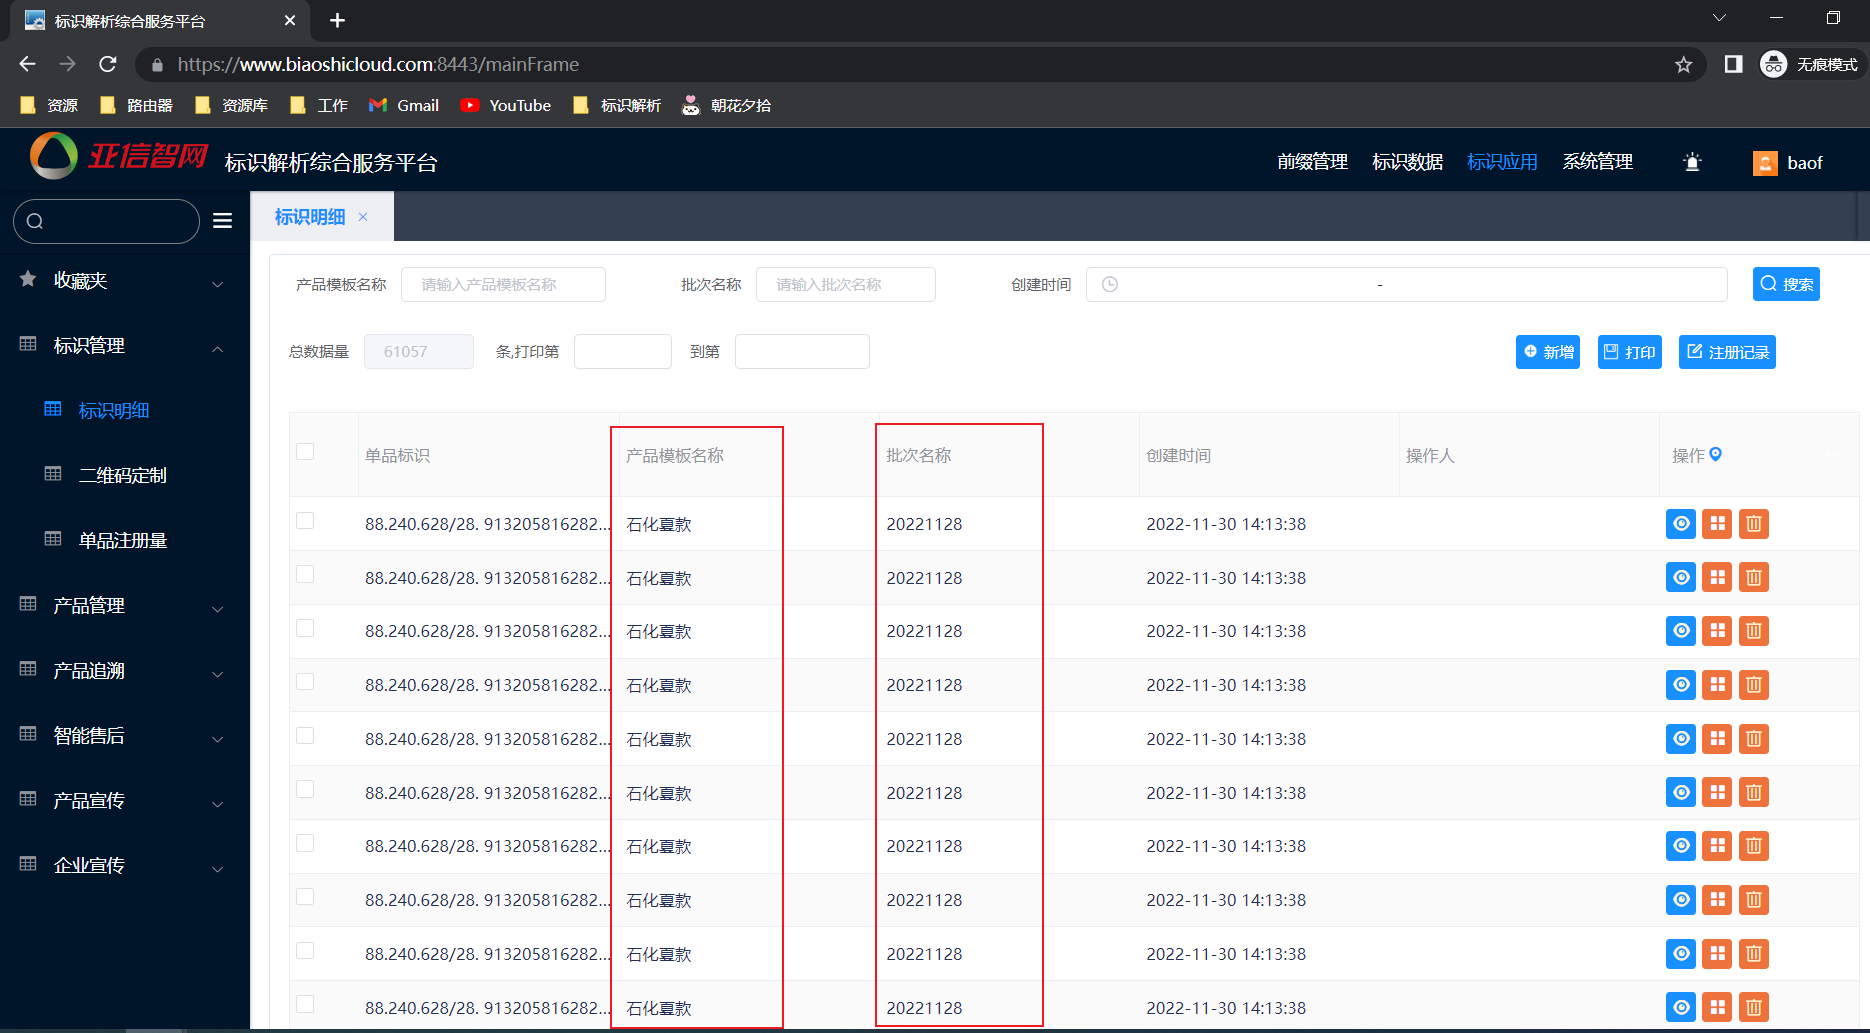 标识解析综合服务平台
https://www.biaoshicloud.com:8443/mainFrame
无痕模式
资源 路由器 资源库 工作 Gmail YouTube 标识解析 朝花夕拾
亚信智网 标识解析综合服务平台
前缀管理 标识数据 标识应用 系统管理 baof
标识明细
收藏夹
标识管理
标识明细
二维码定制
单品注册量
产品管理
产品追溯
智能售后
产品宣传
企业宣传
产品模板名称 请输入产品模板名称 批次名称 请输入批次名称 创建时间 - 搜索
总数据量 61057 条,打印第 到第 新增 打印 注册记录
单品标识 产品模板名称 批次名称 创建时间 操作人 操作
88.240.628/28. 913205816282... 石化夏款 20221128 2022-11-30 14:13:38
88.240.628/28. 913205816282... 石化夏款 20221128 2022-11-30 14:13:38
88.240.628/28. 913205816282... 石化夏款 20221128 2022-11-30 14:13:38
88.240.628/28. 913205816282... 石化夏款 20221128 2022-11-30 14:13:38
88.240.628/28. 913205816282... 石化夏款 20221128 2022-11-30 14:13:38
88.240.628/28. 913205816282... 石化夏款 20221128 2022-11-30 14:13:38
88.240.628/28. 913205816282... 石化夏款 20221128 2022-11-30 14:13:38
88.240.628/28. 913205816282... 石化夏款 20221128 2022-11-30 14:13:38
88.240.628/28. 913205816282... 石化夏款 20221128 2022-11-30 14:13:38
88.240.628/28. 913205816282... 石化夏款 20221128 2022-11-30 14:13:38